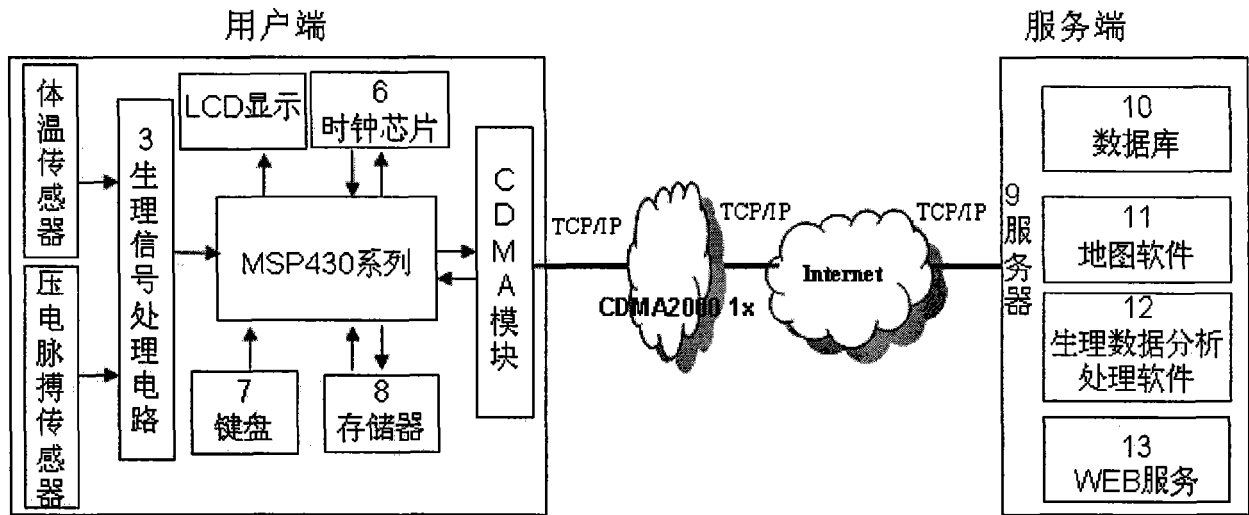 用户端
服务端
体温传感器
压电脉搏传感器
3
生理信号处理电路
LCD显示
6
时钟芯片
MSP430系列
7
键盘
8
存储器
CDMA模块
TCP/IP
CDMA2000 1x
TCP/IP
Internet
TCP/IP
9
服务器
10
数据库
11
地图软件
12
生理数据分析
处理软件
13
WEB服务